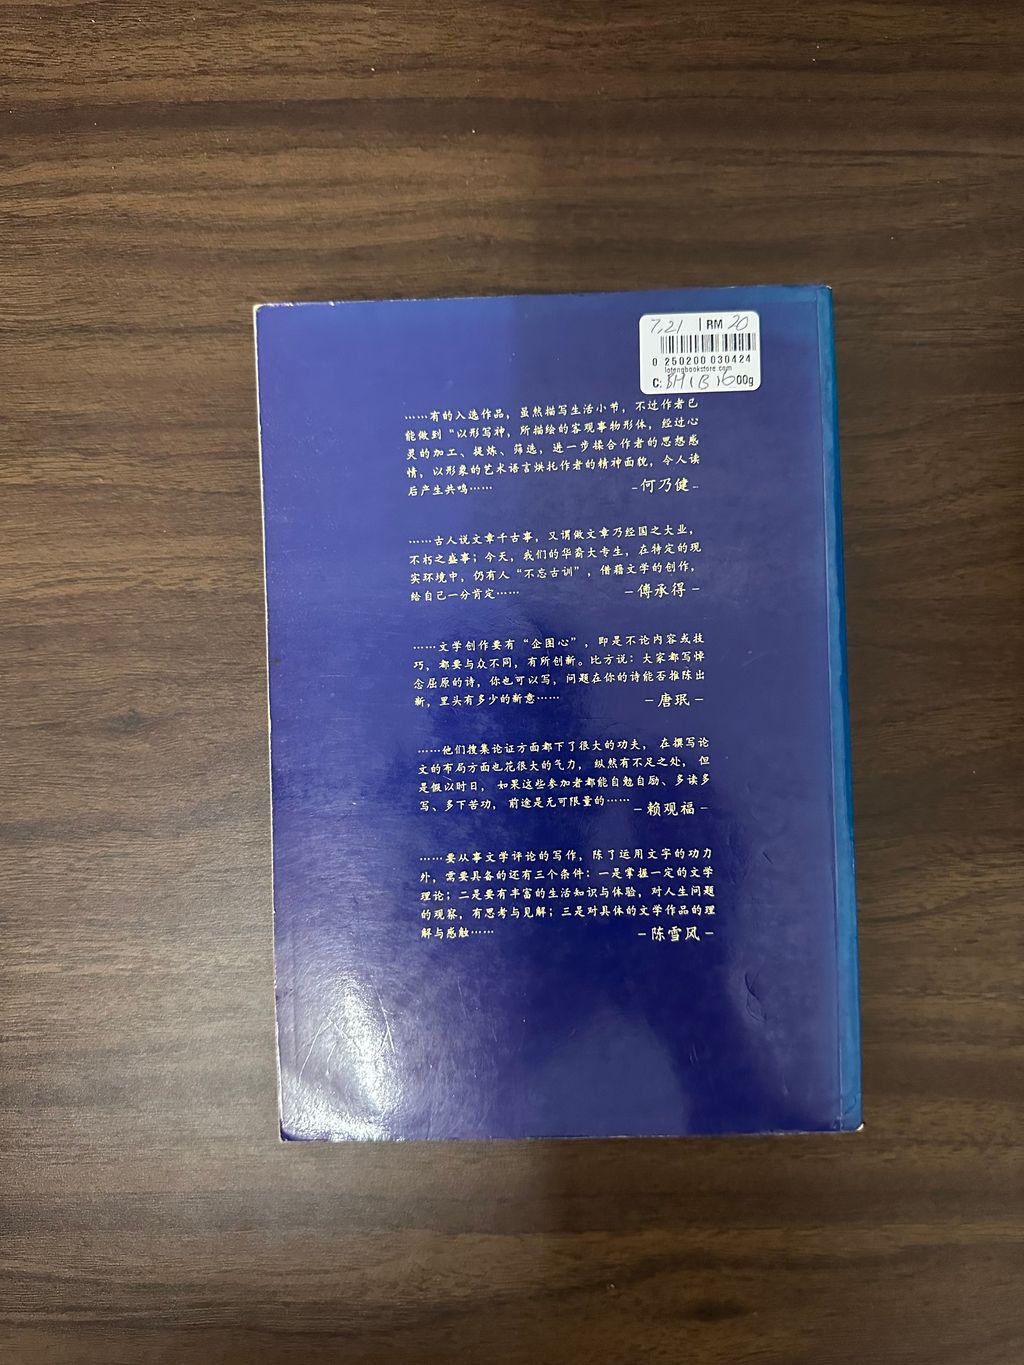 7.21 | RM 20
0 250200 030424
lotengbookstore.com
C: 00g
……有的入选作品，虽然描写生活小节，不过作者已
能做到“以形写神，所描绘的客观事物形体，经过心
灵的加工、提炼、筛选，进一步揉合作者的思想感
情，以形象的艺术语言烘托作者的精神面貌，令人读
后产生共鸣……
–何乃健–
……古人说文章千古事，又谓做文章乃经国之大业，
不朽之盛事；今天，我们的华裔大专生，在特定的现
实环境中，仍有人“不忘古训”，借藉文学的创作，
给自己一分肯定……
–傅承得–
……文学创作要有“企图心”，即是不论内容或技
巧，都要与众不同，有所创新。比方说：大家都写悼
念屈原的诗，你也可以写，问题在你的诗能否推陈出
新，里头有多少的新意……
–唐珉–
……他们搜集论证方面都下了很大的功夫，在撰写论
文的布局方面也花很大的气力，纵然有不足之处，但
是假以时日，如果这些参加者都能自勉自励、多读多
写、多下苦功，前途是无可限量的……
–赖观福–
……要从事文学评论的写作，陈了运用文字的功力
外，需要具备的还有三个条件：一是掌握一定的文学
理论；二是要有丰富的生活知识与体验，对人生问题
的观察，有思考与见解；三是对具体的文学作品的理
解与感触……
–陈雪风–